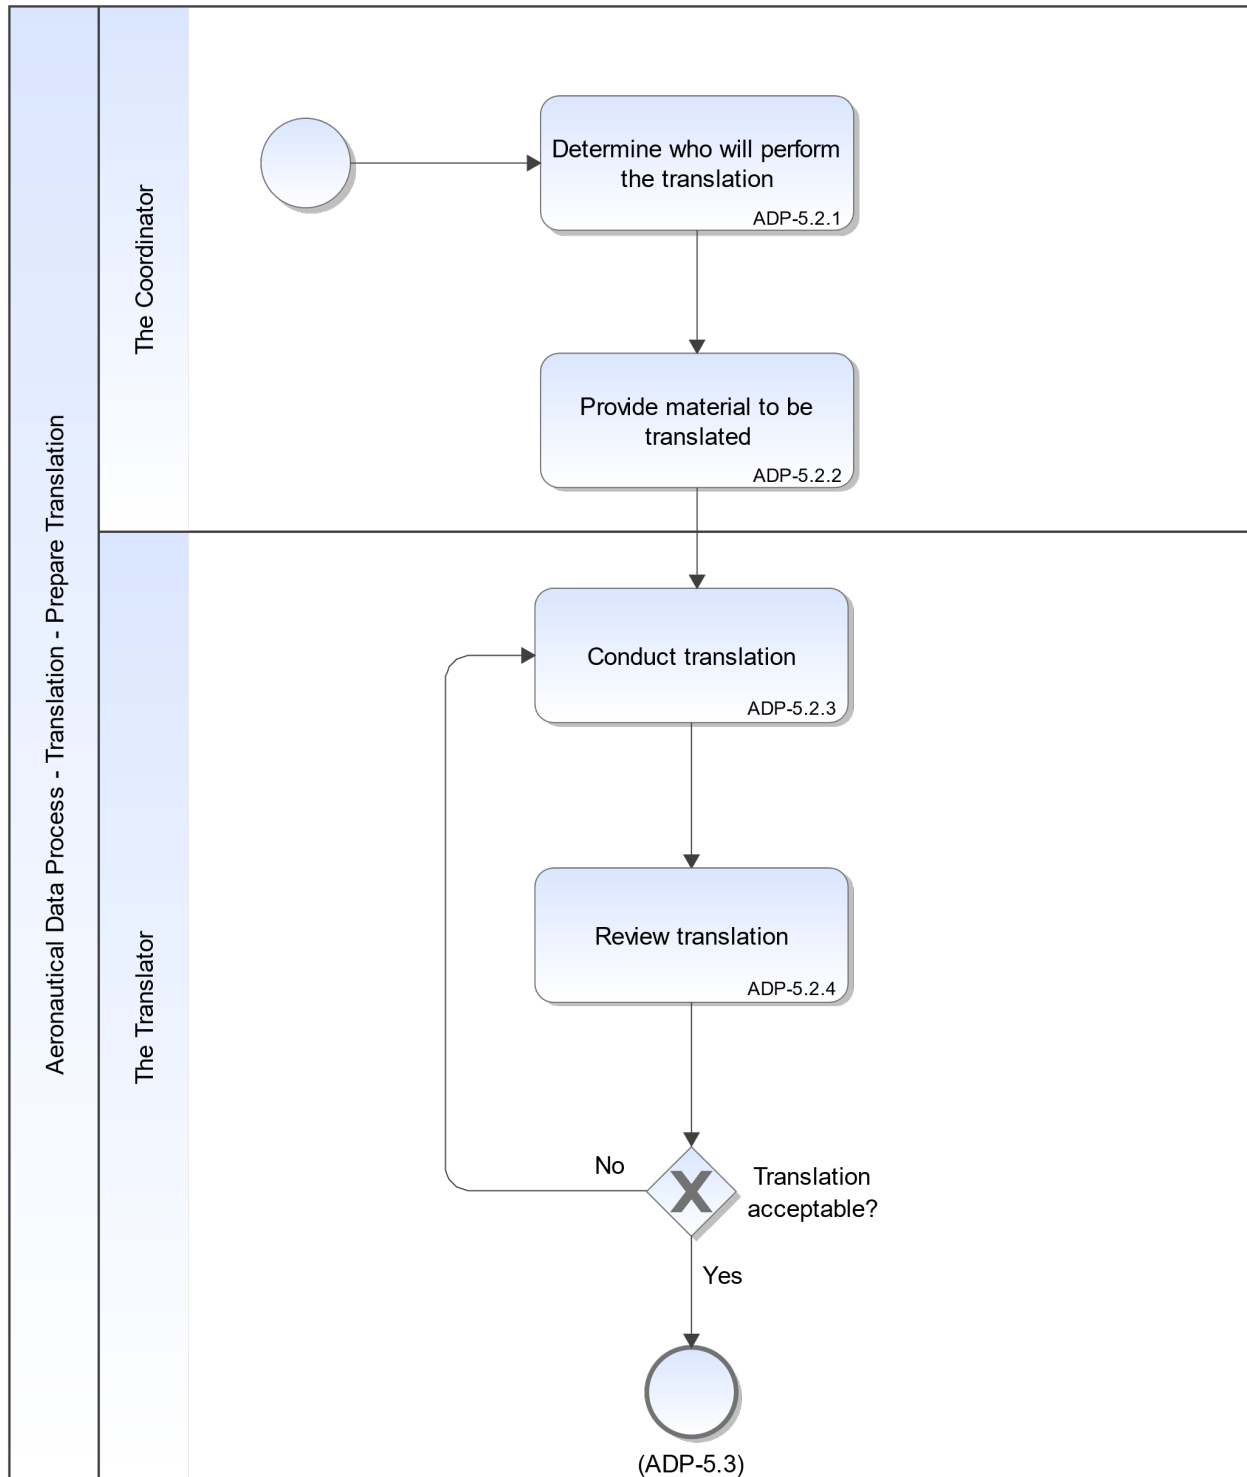 Aeronautical Data Process - Translation - Prepare Translation
The Coordinator
Determine who will perform
the translation
ADP-5.2.1
Provide material to be
translated
ADP-5.2.2
The Translator
Conduct translation
ADP-5.2.3
Review translation
ADP-5.2.4
No
Translation
acceptable?
Yes
(ADP-5.3)